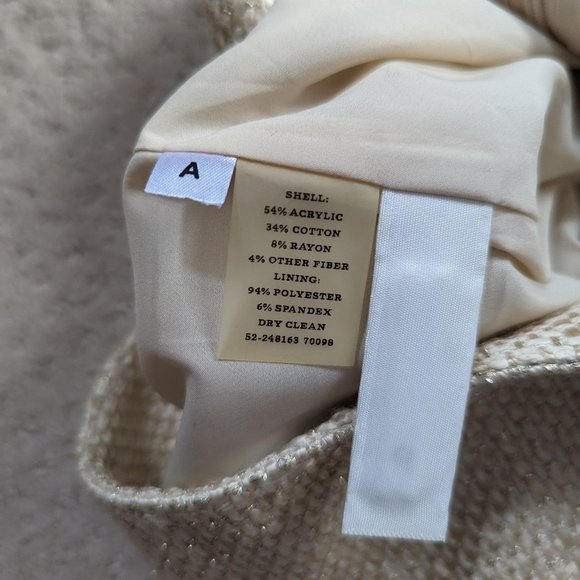 A
SHELL:
54% ACRYLIC
34% COTTON
8% RAYON
4% OTHER FIBER
LINING:
94% POLYESTER
6% SPANDEX
DRY CLEAN
52-248163 70098